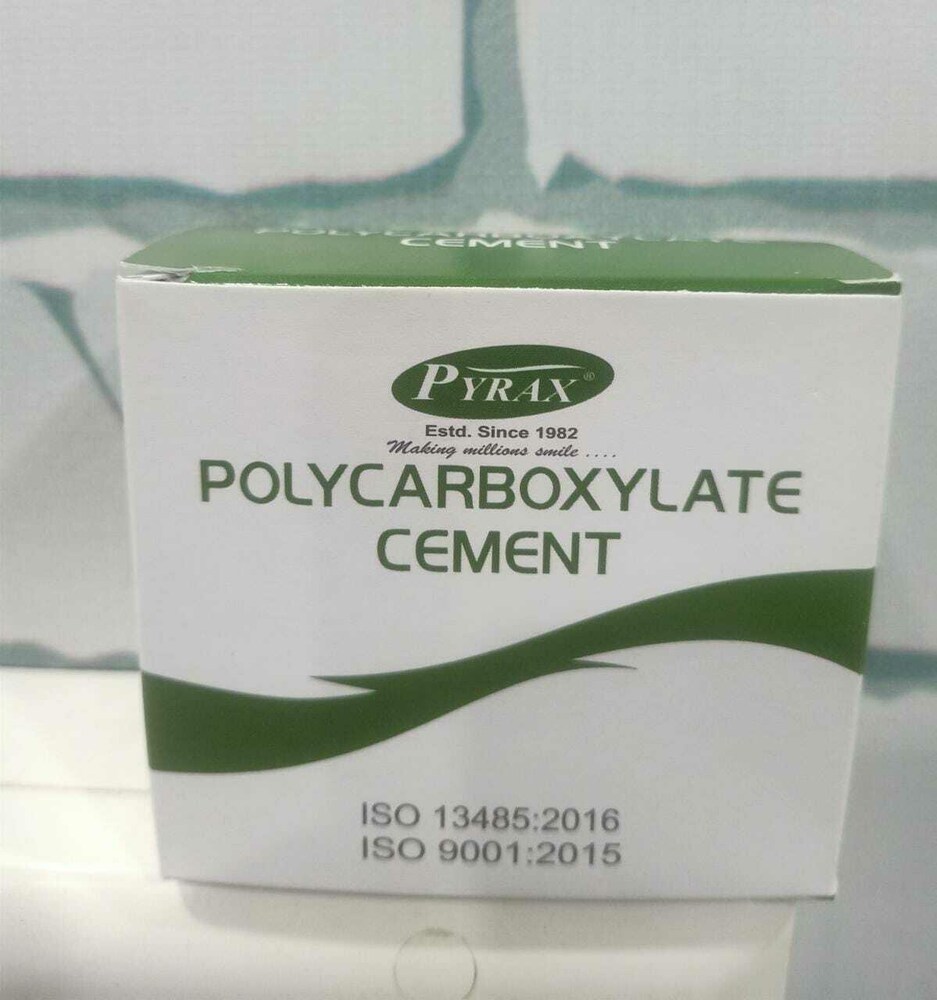 POLYCARBOXYLATE
CEMENT
PYRAX®
Estd. Since 1982
Making millions smile ....
POLYCARBOXYLATE
CEMENT
ISO 13485:2016
ISO 9001:2015